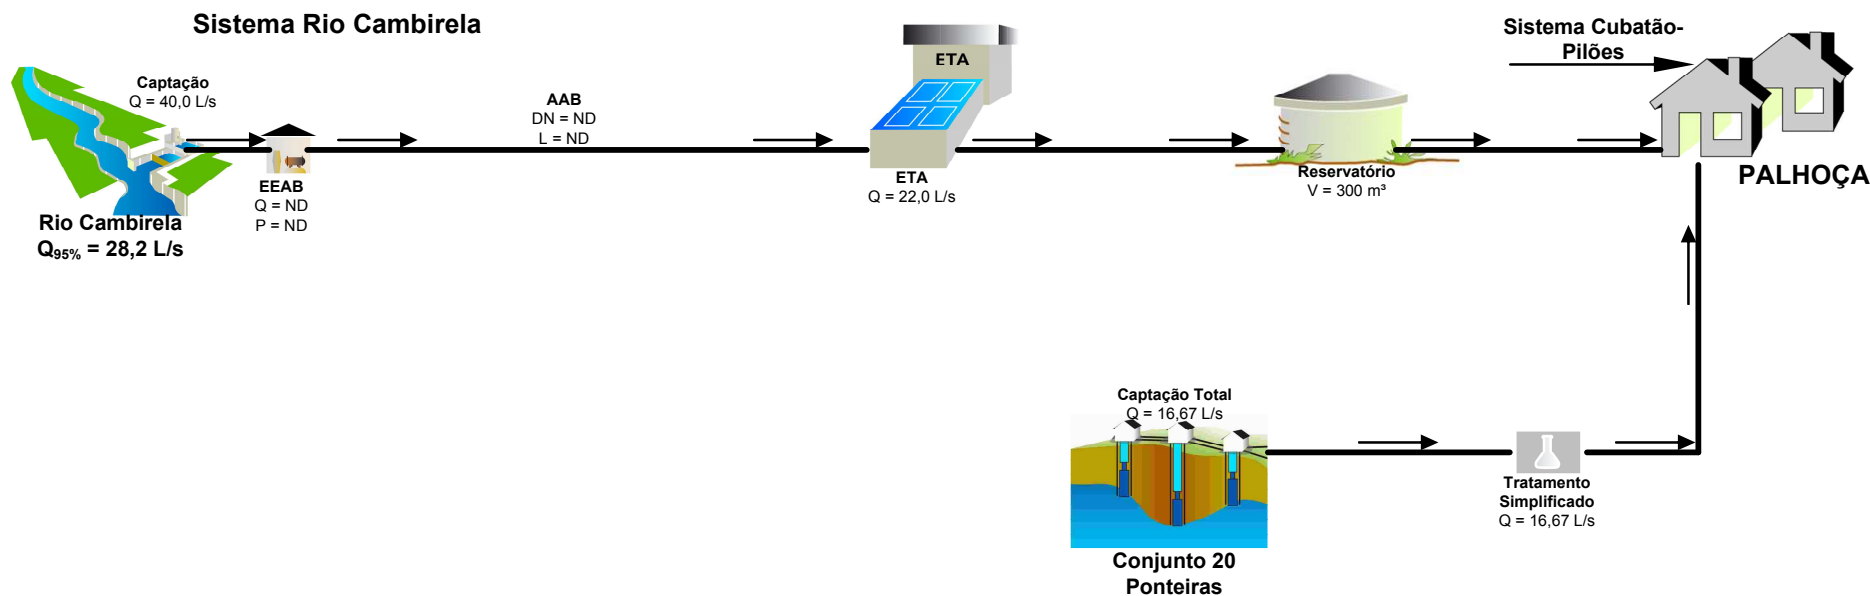 Sistema Rio Cambirela
Captação
Q = 40,0 L/s
EEAB
Q = ND
P = ND
Rio Cambirela
Q95% = 28,2 L/s
AAB
DN = ND
L = ND
ETA
ETA
Q = 22,0 L/s
Reservatório
V = 300 m³
Sistema Cubatão-
Pilões
PALHOÇA
Captação Total
Q = 16,67 L/s
Conjunto 20
Ponteiras
Tratamento
Simplificado
Q = 16,67 L/s